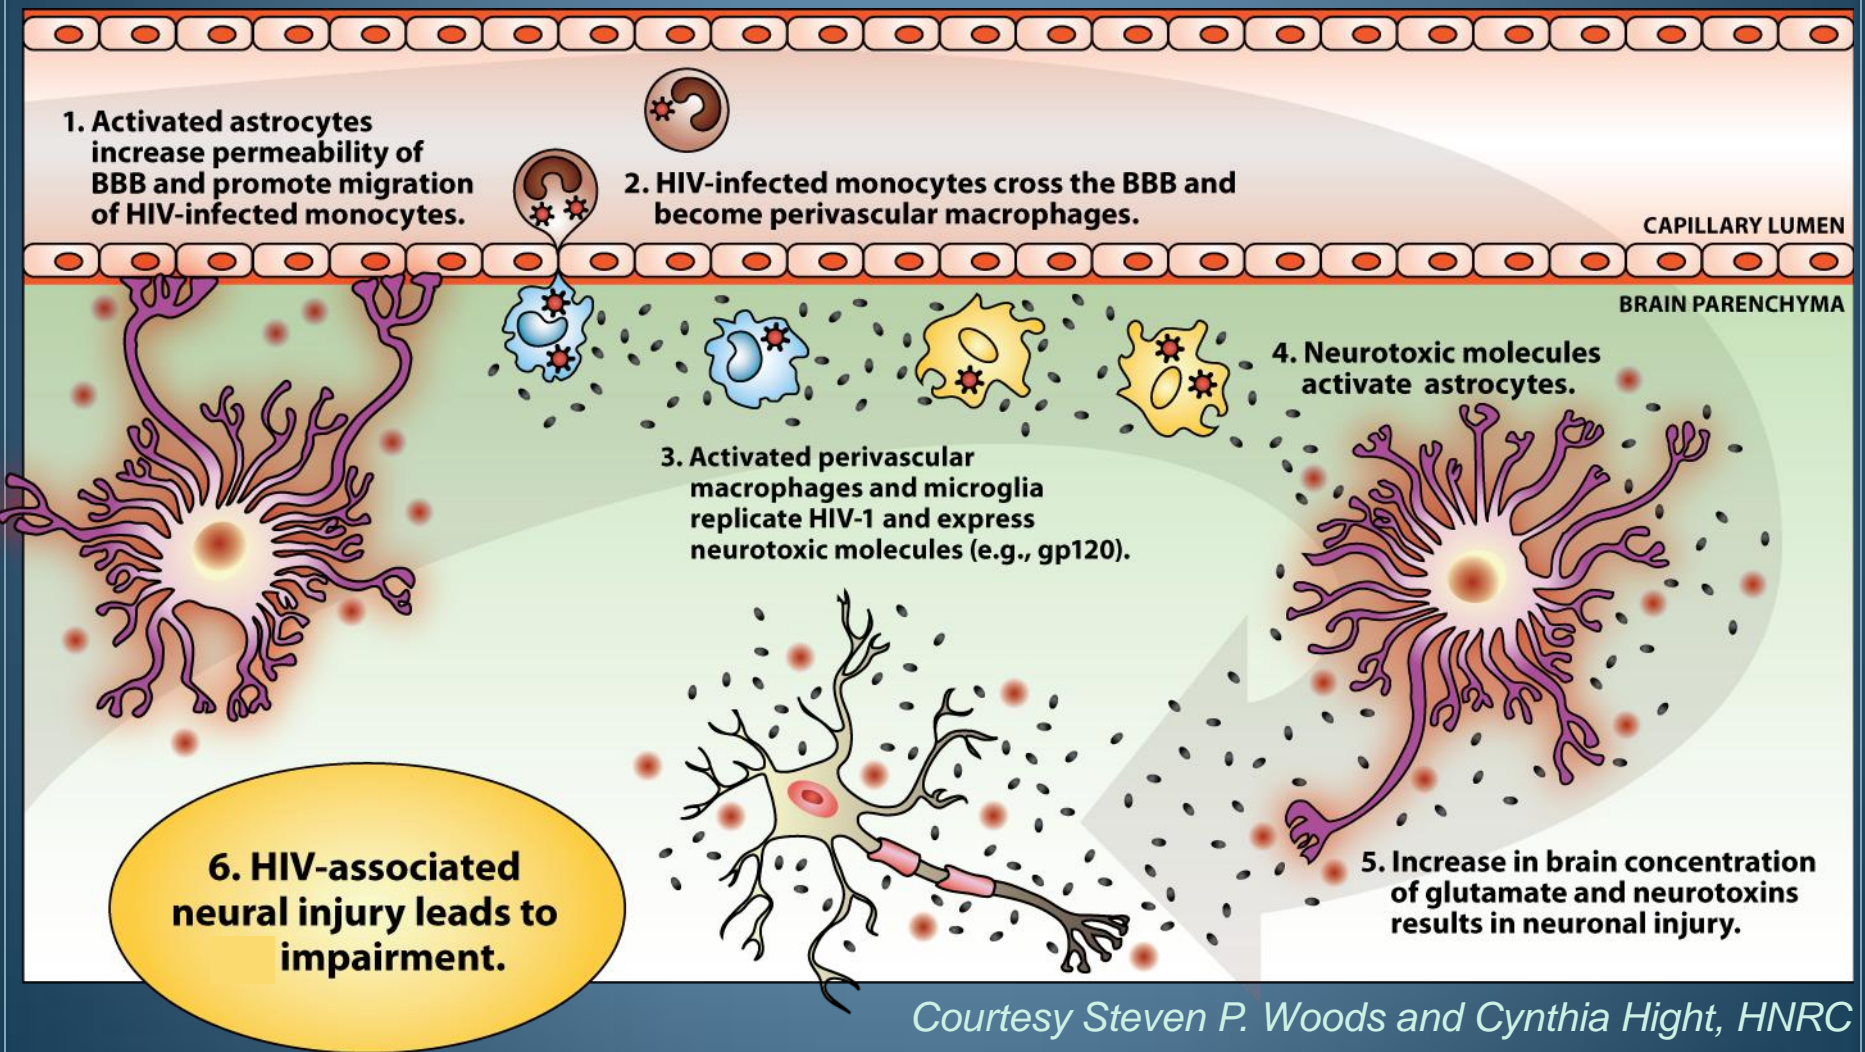 1. Activated astrocytes
increase permeability of
BBB and promote migration
of HIV-infected monocytes.
2. HIV-infected monocytes cross the BBB and
become perivascular macrophages.
CAPILLARY LUMEN
BRAIN PARENCHYMA
3. Activated perivascular
macrophages and microglia
replicate HIV-1 and express
neurotoxic molecules (e.g., gp120).
4. Neurotoxic molecules
activate astrocytes.
5. Increase in brain concentration
of glutamate and neurotoxins
results in neuronal injury.
6. HIV-associated
neural injury leads to
impairment.
Courtesy Steven P. Woods and Cynthia Hight, HNRC